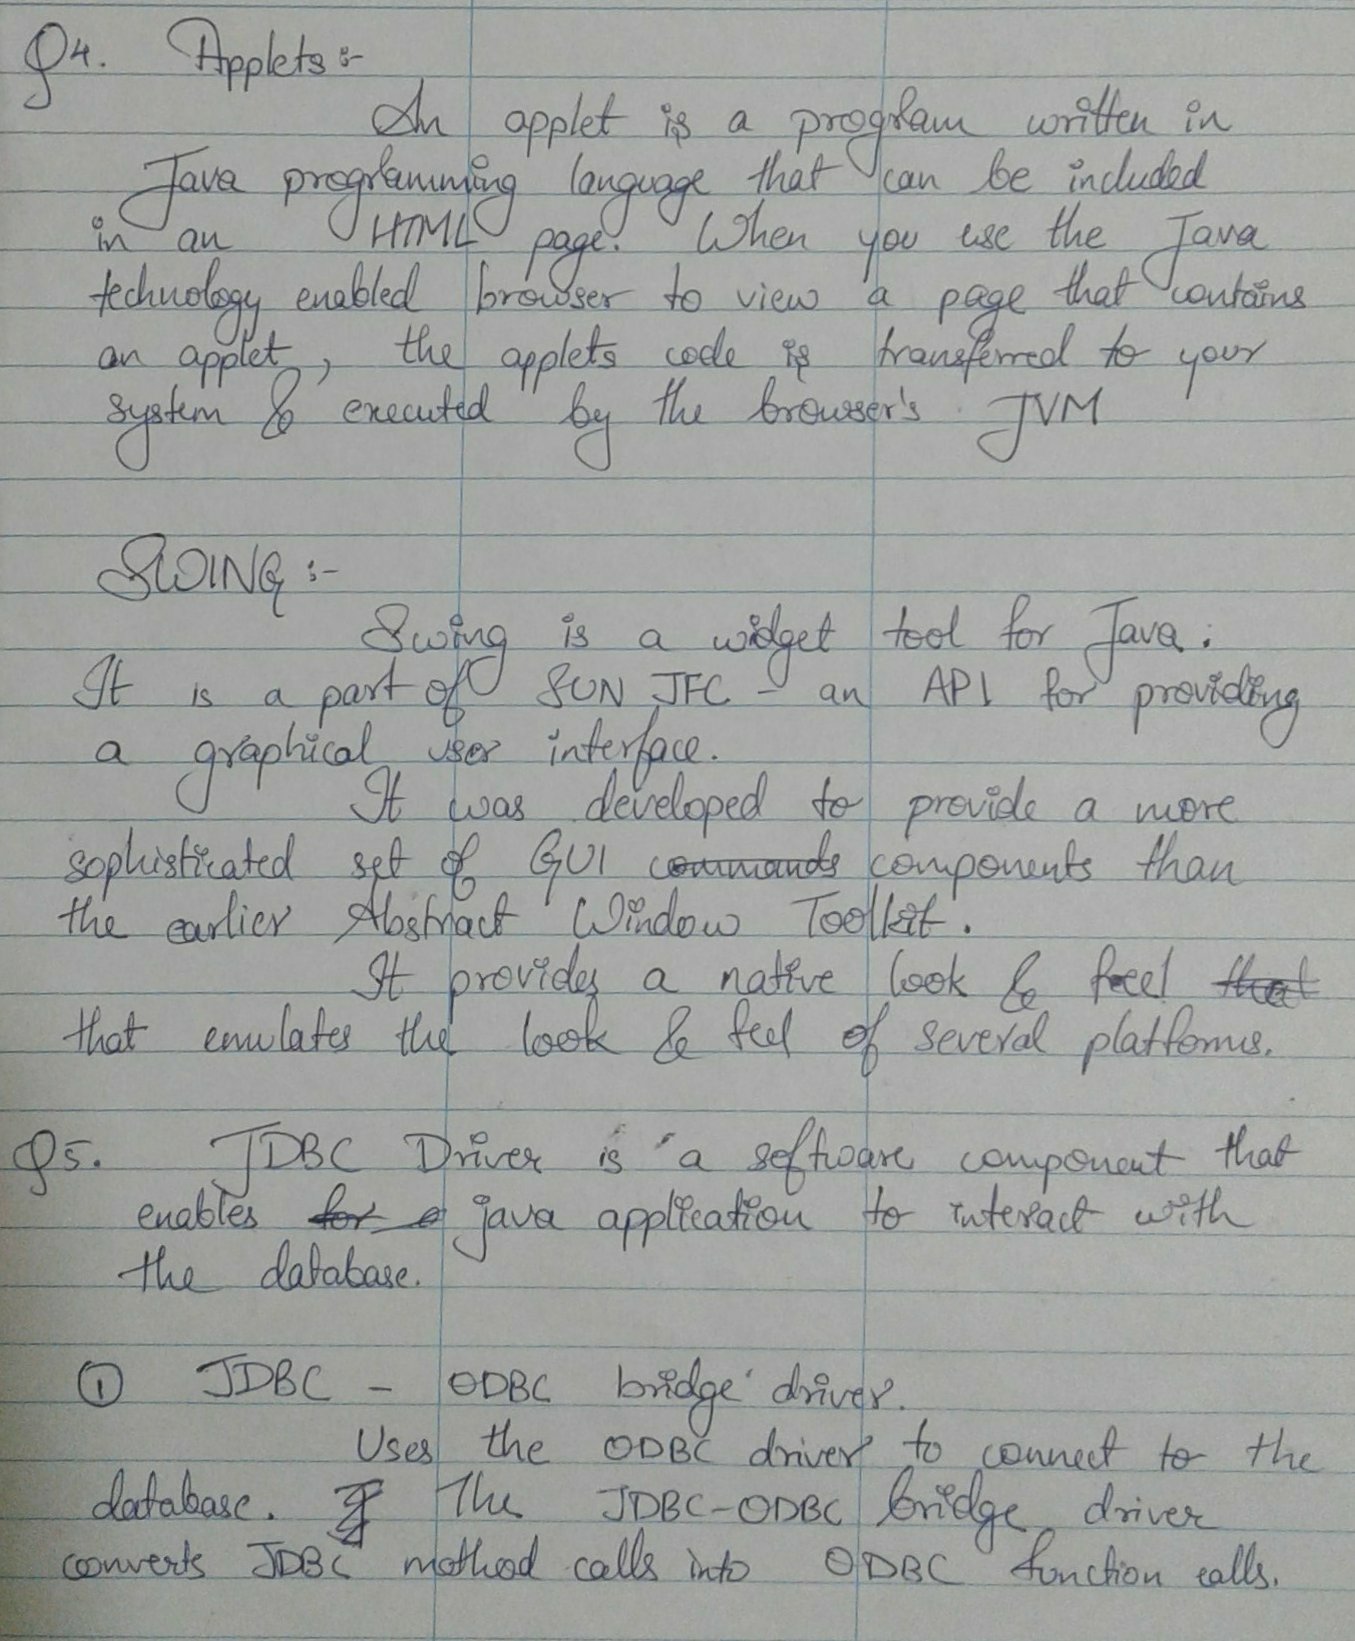 Q4. Applets :-
An applet is a program written in
Java programming language that can be included
in an HTML page. When you use the Java
technology enabled browser to view a page that contains
an applet, the applets code is transferred to your
system & executed by the browser's JVM
SWING :-
Swing is a widget tool for Java.
It is a part of SUN JFC - an API for providing
a graphical user interface.
It was developed to provide a more
sophisticated set of GUI commands components than
the earlier Abstract Window Toolkit.
It provides a native look & feel that
that emulates the look & feel of several platforms.
Q5. JDBC Driver is a software component that
enables for a java application to interact with
the database.
① JDBC - ODBC bridge driver.
Uses the ODBC driver to connect to the
database. The JDBC-ODBC bridge driver
converts JDBC method calls into ODBC function calls.